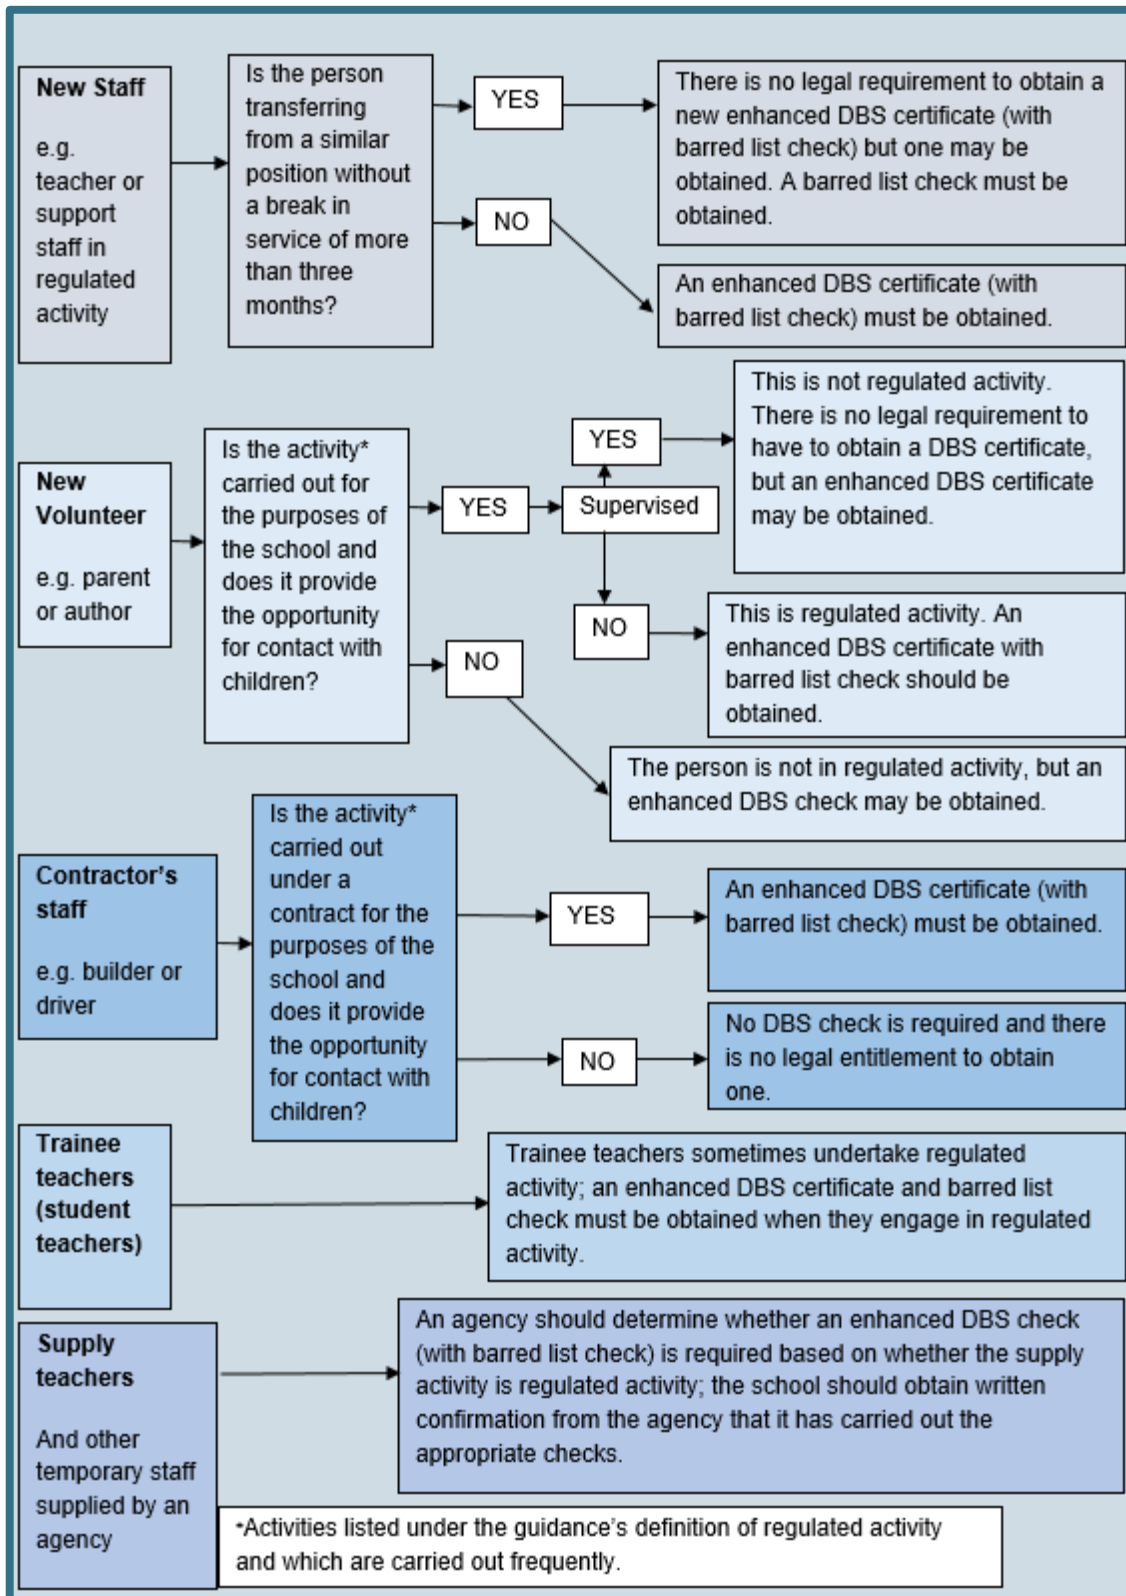 New Staff
e.g.
teacher or
support
staff in
regulated
activity
Is the person
transferring
from a similar
position without
a break in
service of more
than three
months?
YES
There is no legal requirement to obtain a
new enhanced DBS certificate (with
barred list check) but one may be
obtained. A barred list check must be
obtained.
NO
An enhanced DBS certificate (with
barred list check) must be obtained.
New
Volunteer
e.g. parent
or author
Is the activity*
carried out for
the purposes of
the school and
does it provide
the opportunity
for contact with
children?
YES
Supervised
YES
This is not regulated activity.
There is no legal requirement to
have to obtain a DBS certificate,
but an enhanced DBS certificate
may be obtained.
NO
This is regulated activity. An
enhanced DBS certificate with
barred list check should be
obtained.
NO
The person is not in regulated activity, but an
enhanced DBS check may be obtained.
Contractor's
staff
e.g. builder or
driver
Is the activity*
carried out
under a
contract for the
purposes of the
school and
does it provide
the opportunity
for contact with
children?
YES
An enhanced DBS certificate (with
barred list check) must be obtained.
NO
No DBS check is required and there
is no legal entitlement to obtain
one.
Trainee
teachers
(student
teachers)
Trainee teachers sometimes undertake regulated
activity; an enhanced DBS certificate and barred list
check must be obtained when they engage in regulated
activity.
Supply
teachers
And other
temporary staff
supplied by an
agency
An agency should determine whether an enhanced DBS check
(with barred list check) is required based on whether the supply
activity is regulated activity; the school should obtain written
confirmation from the agency that it has carried out the
appropriate checks.
*Activities listed under the guidance's definition of regulated activity
and which are carried out frequently.